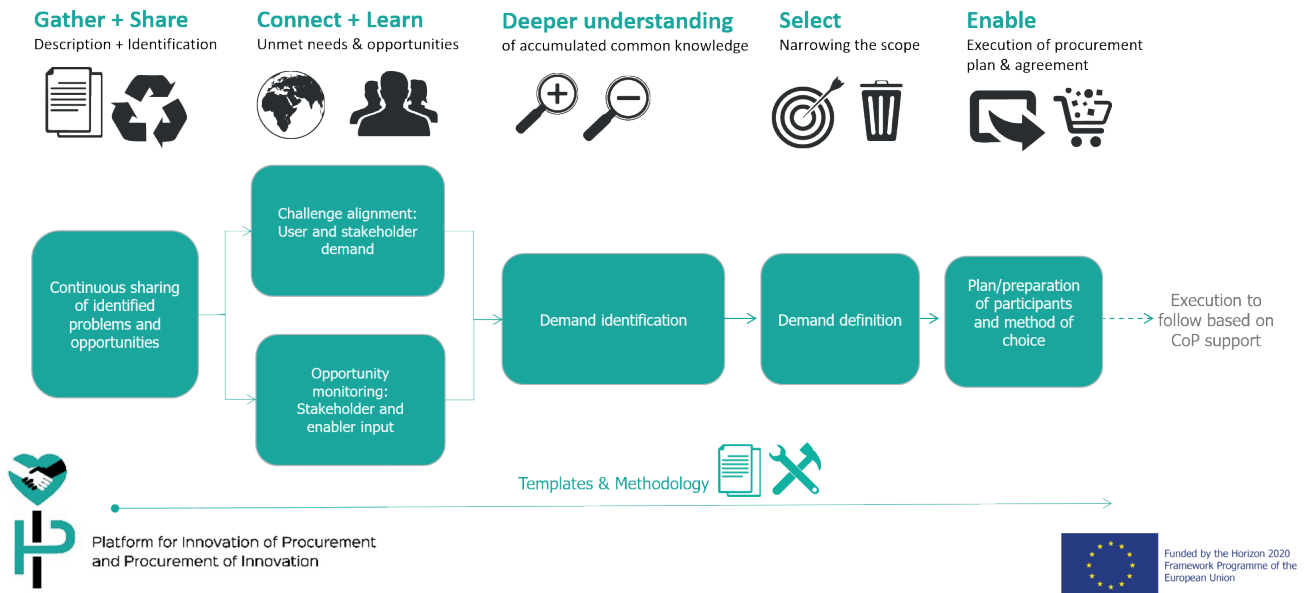 Gather + Share
Description + Identification
Connect + Learn
Unmet needs & opportunities
Deeper understanding
of accumulated common knowledge
Select
Narrowing the scope
Enable
Execution of procurement
plan & agreement
Continuous sharing
of identified
problems and
opportunities
Challenge alignment:
User and stakeholder
demand
Opportunity
monitoring:
Stakeholder and
enabler input
Demand identification
Demand definition
Plan/preparation
of participants
and method of
choice
Execution to
follow based on
CoP support
Templates & Methodology
Platform for Innovation of Procurement
and Procurement of Innovation
Funded by the Horizon 2020
Framework Programme of the
European Union